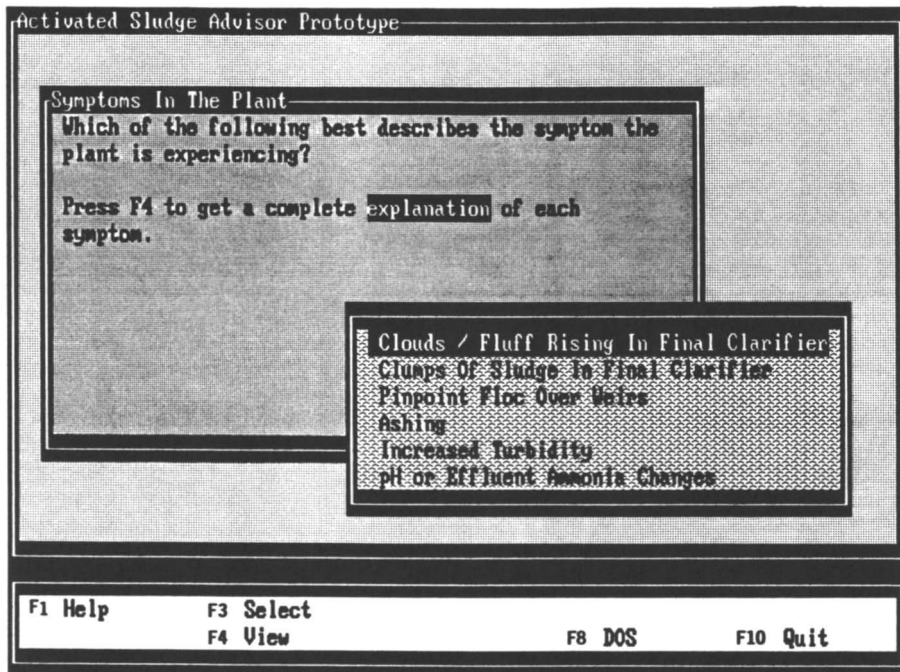 Activated Sludge Advisor Prototype
Symptoms In The Plant
Which of the following best describes the symptom the
plant is experiencing?
Press F4 to get a complete explanation of each
symptom.
Clouds / Fluff Rising In Final Clarifier
Clumps Of Sludge In Final Clarifier
Pinpoint Floc Over Weirs
Ashing
Increased Turbidity
pH or Effluent Ammonia Changes
F1 Help F3 Select
F4 View F8 DOS F10 Quit